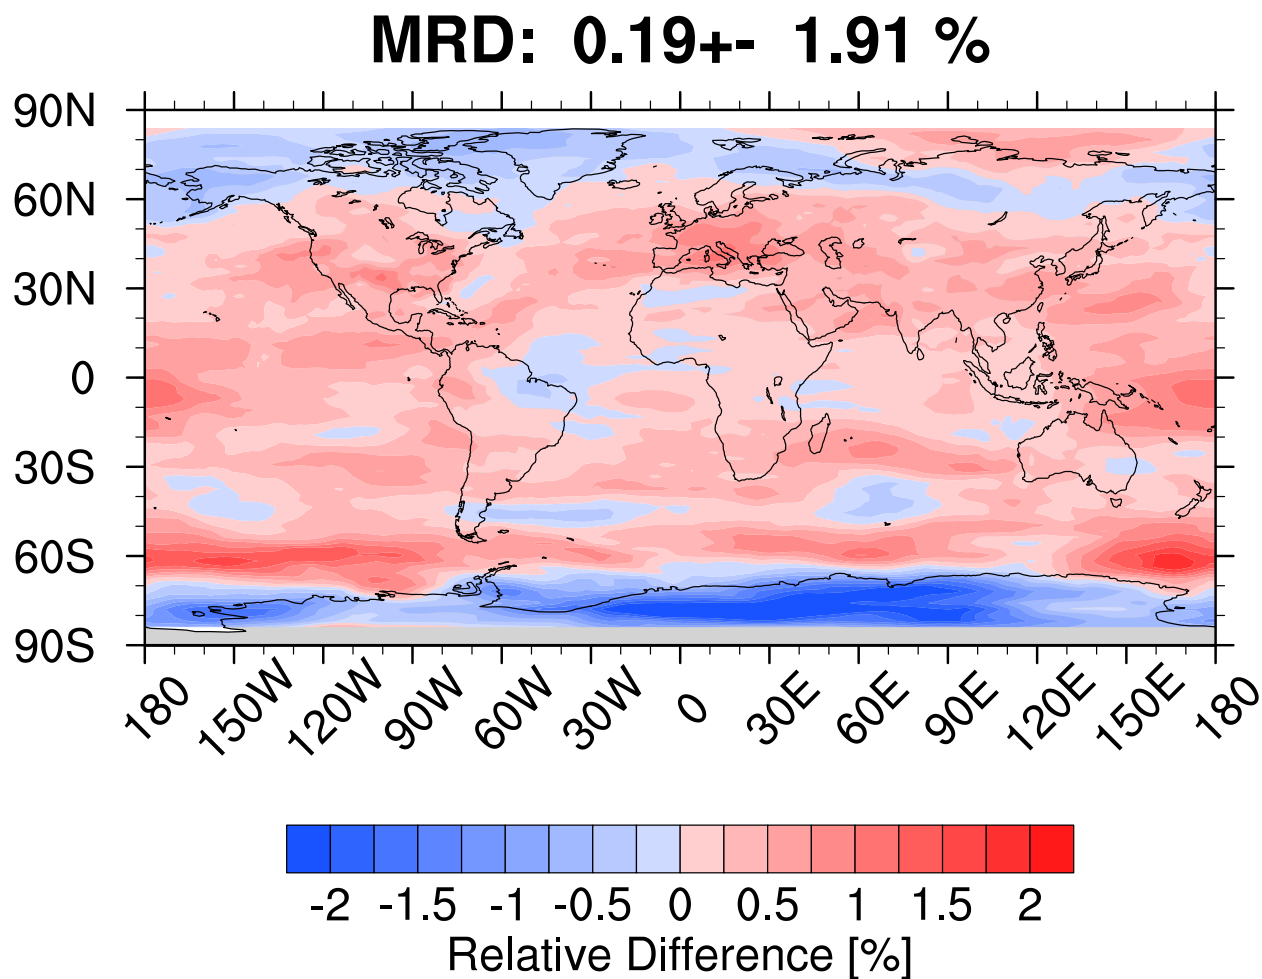 MRD: 0.19+- 1.91 %
90N
60N
30N
0
30S
60S
90S
180 150W 120W 90W 60W 30W 0 30E 60E 90E 120E 150E 180
-2 -1.5 -1 -0.5 0 0.5 1 1.5 2
Relative Difference [%]